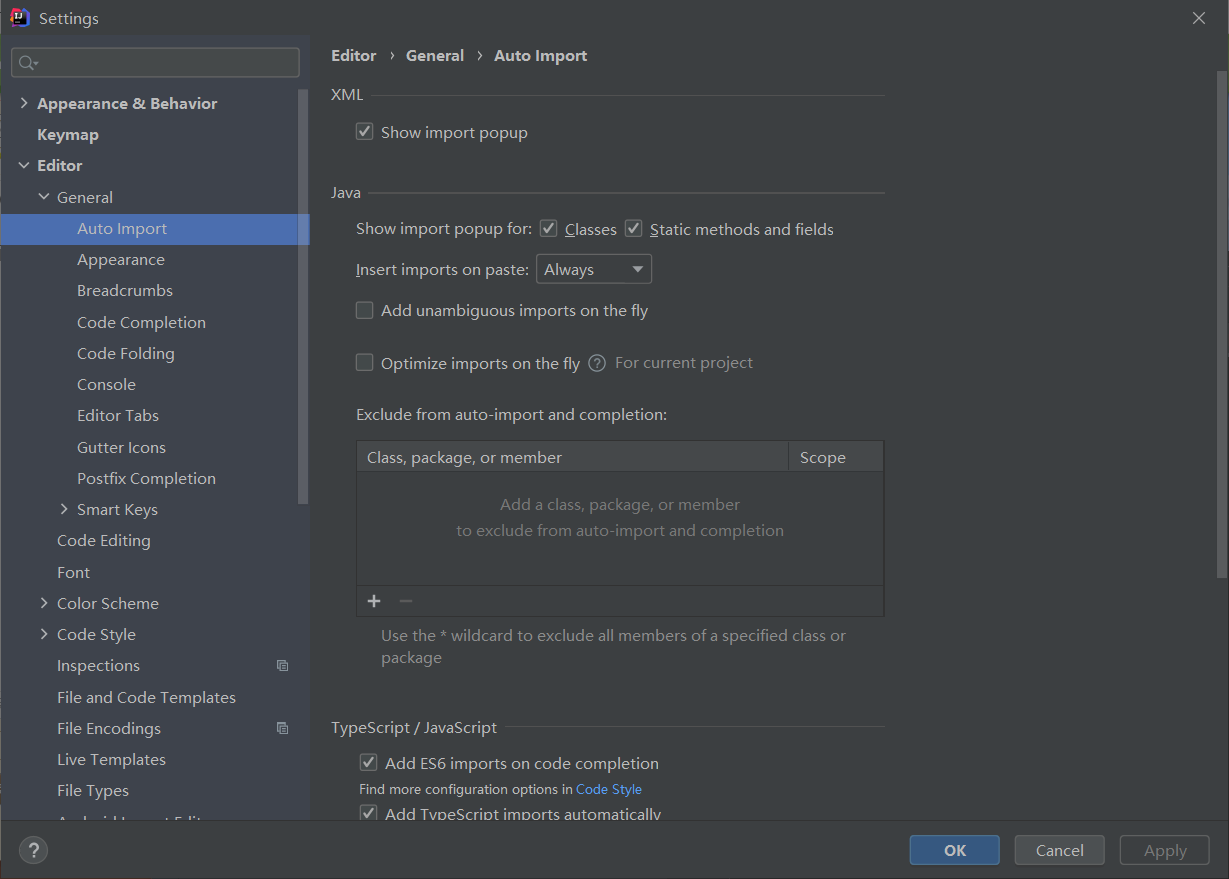 Settings
Appearance & Behavior
Keymap
Editor
General
Auto Import
Appearance
Breadcrumbs
Code Completion
Code Folding
Console
Editor Tabs
Gutter Icons
Postfix Completion
Smart Keys
Code Editing
Font
Color Scheme
Code Style
Inspections
File and Code Templates
File Encodings
Live Templates
File Types
Editor › General › Auto Import
XML
Show import popup
Java
Show import popup for: Classes Static methods and fields
Insert imports on paste: Always
Add unambiguous imports on the fly
Optimize imports on the fly ? For current project
Exclude from auto-import and completion:
Class, package, or member Scope
Add a class, package, or member
to exclude from auto-import and completion
Use the * wildcard to exclude all members of a specified class or
package
TypeScript / JavaScript
Add ES6 imports on code completion
Find more configuration options in Code Style
Add TypeScript imports automatically
? OK Cancel Apply